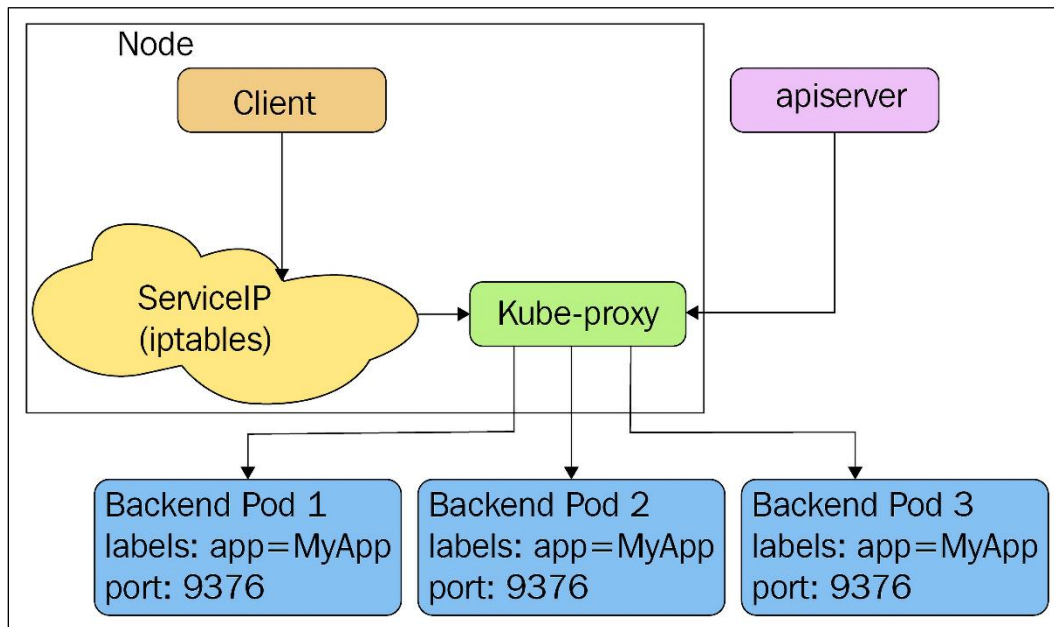 Node
Client
apiserver
ServiceIP
(iptables)
Kube-proxy
Backend Pod 1
labels: app=MyApp
port: 9376
Backend Pod 2
labels: app=MyApp
port: 9376
Backend Pod 3
labels: app=MyApp
port: 9376